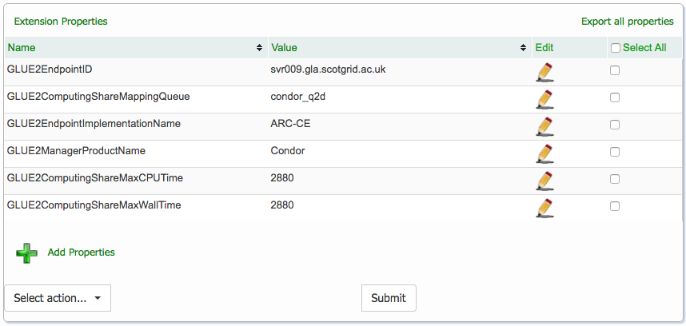 Extension Properties Export all properties
Name Value Edit Select All
GLUE2EndpointID svr009.gla.scotgrid.ac.uk
GLUE2ComputingShareMappingQueue condor_q2d
GLUE2EndpointImplementationName ARC-CE
GLUE2ManagerProductName Condor
GLUE2ComputingShareMaxCPUTime 2880
GLUE2ComputingShareMaxWallTime 2880
Add Properties
Select action... Submit